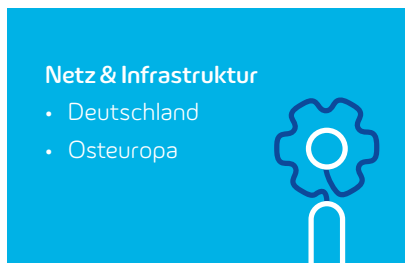 Netz & Infrastruktur
• Deutschland
• Osteuropa